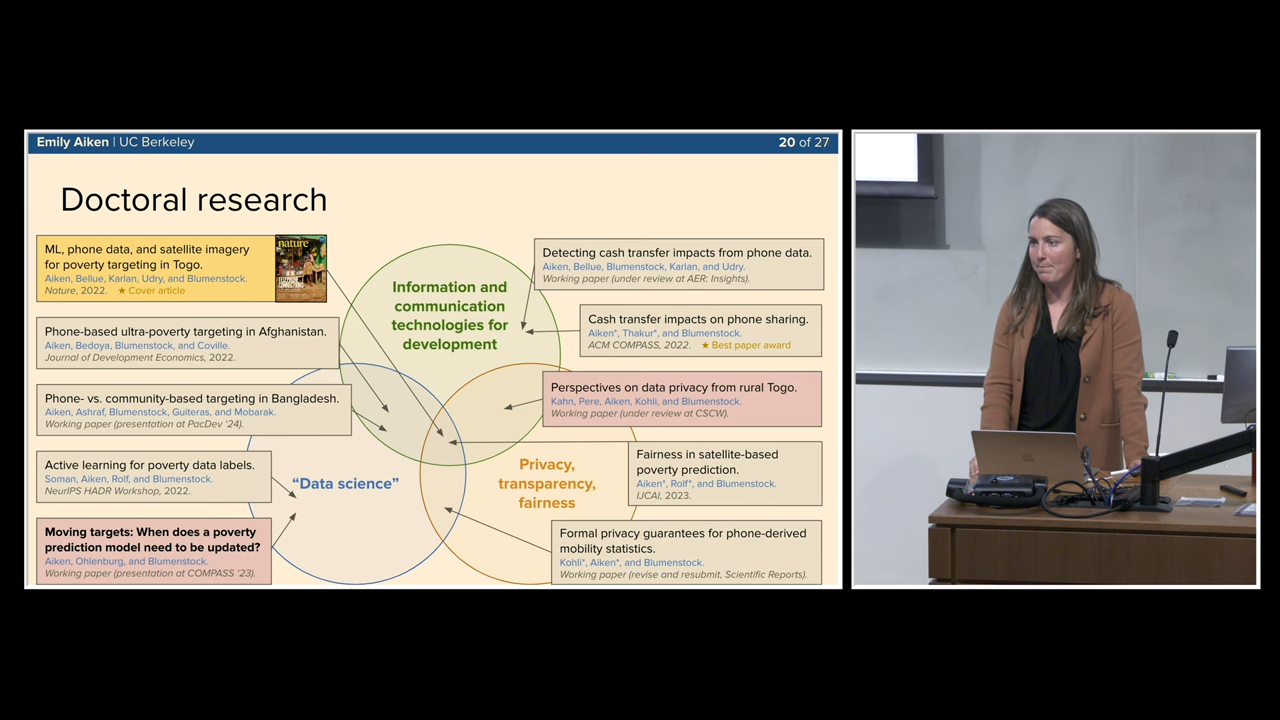 Emily Aiken | UC Berkeley
20 of 27
Doctoral research
ML, phone data, and satellite imagery
for poverty targeting in Togo.
Aiken, Bellue, Karlan, Udry, and Blumenstock.
Nature, 2022. ★ Cover article
nature
Phone-based ultra-poverty targeting in Afghanistan.
Aiken, Bedoya, Blumenstock, and Coville.
Journal of Development Economics, 2022.
Phone- vs. community-based targeting in Bangladesh.
Aiken, Ashraf, Blumenstock, Guiteras, and Mobarak.
Working paper (presentation at PacDev '24).
Active learning for poverty data labels.
Soman, Aiken, Rolf, and Blumenstock.
NeurIPS HADR Workshop, 2022.
Moving targets: When does a poverty
prediction model need to be updated?
Aiken, Ohlenburg, and Blumenstock.
Working paper (presentation at COMPASS '23).
Information and
communication
technologies for
development
"Data science"
Privacy,
transparency,
fairness
Detecting cash transfer impacts from phone data.
Aiken, Bellue, Blumenstock, Karlan, and Udry.
Working paper (under review at AER: Insights).
Cash transfer impacts on phone sharing.
Aiken*, Thakur*, and Blumenstock.
ACM COMPASS, 2022. ★ Best paper award
Perspectives on data privacy from rural Togo.
Kahn, Pere, Aiken, Kohli, and Blumenstock.
Working paper (under review at CSCW).
Fairness in satellite-based
poverty prediction.
Aiken*, Rolf*, and Blumenstock.
IJCAI, 2023.
Formal privacy guarantees for phone-derived
mobility statistics.
Kohli*, Aiken*, and Blumenstock.
Working paper (revise and resubmit, Scientific Reports).